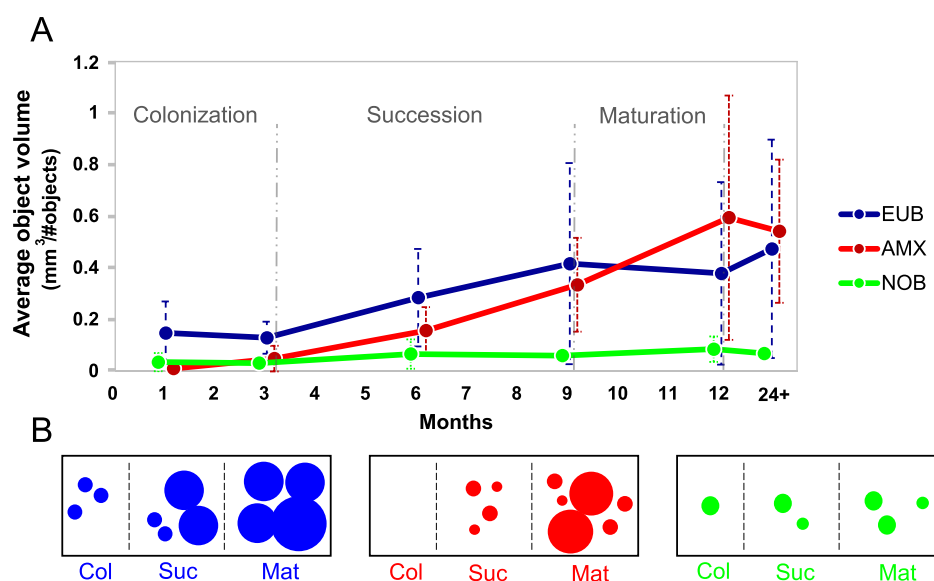 A
Average object volume
(mm³/#objects)
1.2
1
0.8
0.6
0.4
0.2
0
Colonization Succession Maturation
EUB
AMX
NOB
0 1 2 3 4 5 6 7 8 9 10 11 12 24+
Months
B
Col Suc Mat
Col Suc Mat
Col Suc Mat